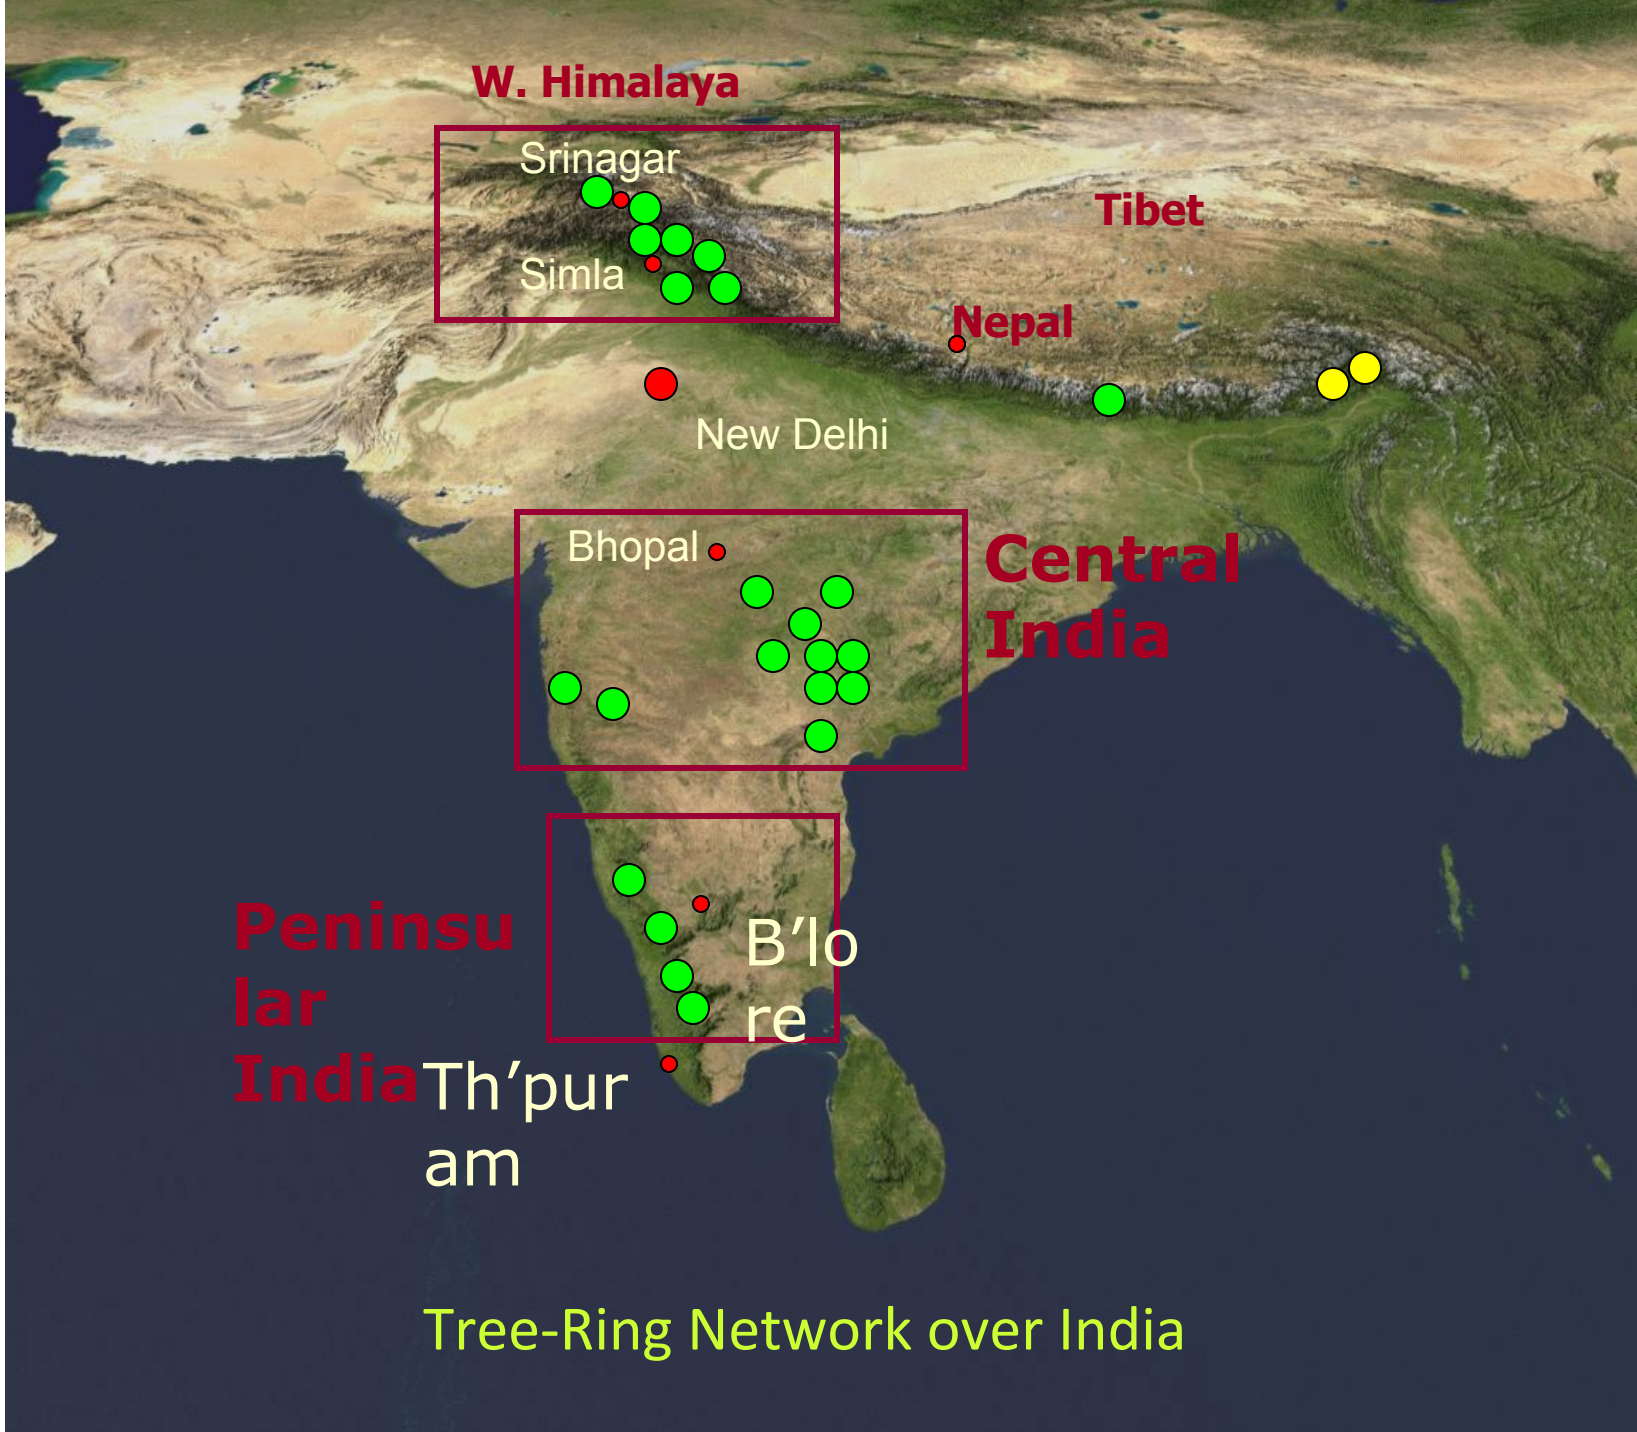 W. Himalaya
Srinagar
Tibet
Simla
Nepal
New Delhi
Bhopal
Central
India
Peninsu
lar
India
B’lo
re
Th’pur
am
Tree-Ring Network over India